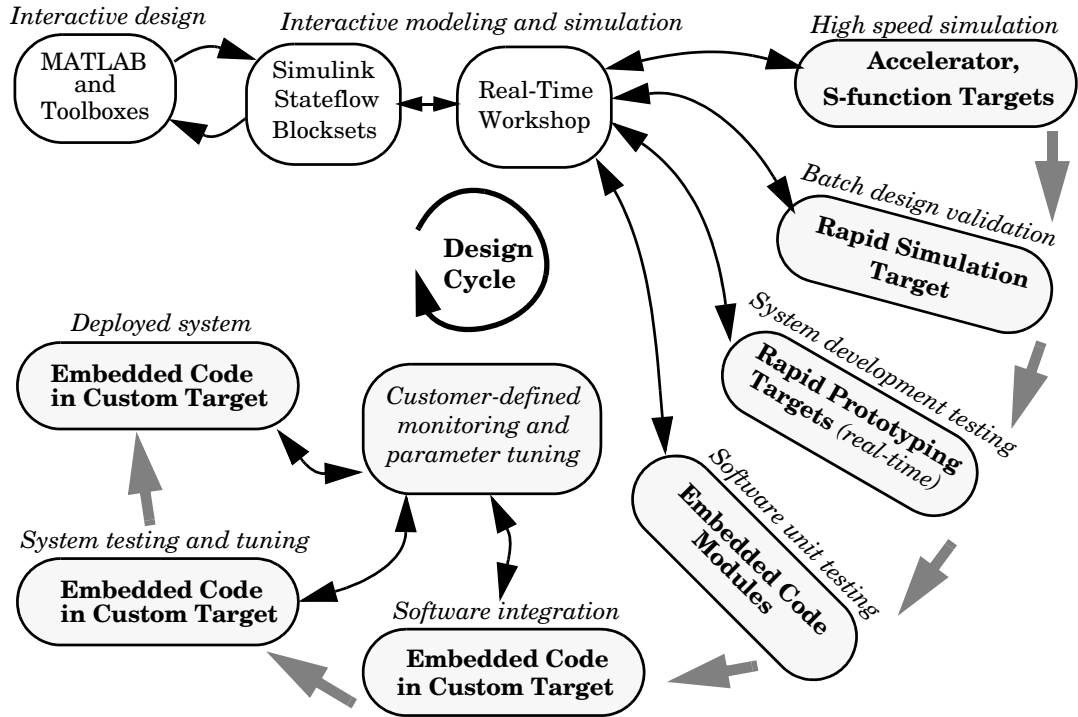 Interactive design
MATLAB
and
Toolboxes
Interactive modeling and simulation
Simulink
Stateflow
Blocksets
Real-Time
Workshop
High speed simulation
Accelerator,
S-function Targets
Batch design validation
Rapid Simulation
Target
System development testing
Rapid Prototyping
Targets (real-time)
Software unit testing
Embedded Code
Modules
Design
Cycle
Deployed system
Embedded Code
in Custom Target
Customer-defined
monitoring and
parameter tuning
System testing and tuning
Embedded Code
in Custom Target
Software integration
Embedded Code
in Custom Target